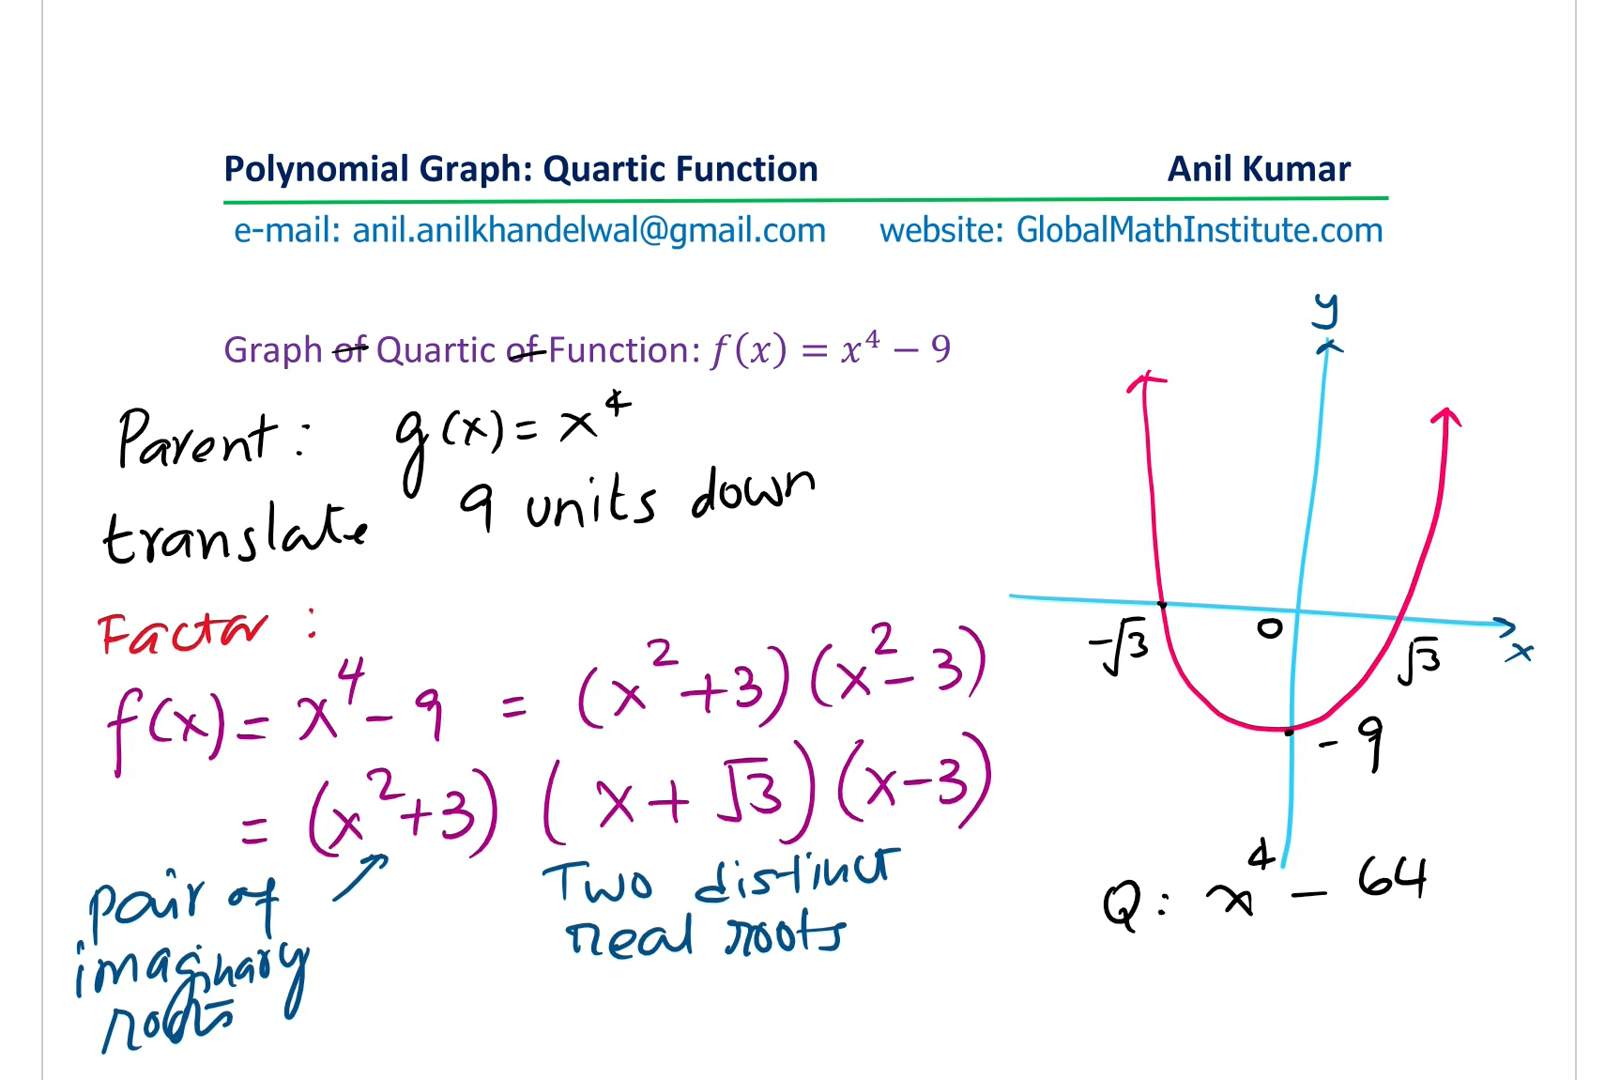 Polynomial Graph: Quartic Function Anil Kumar
e-mail: anil.anilkhandelwal@gmail.com website: GlobalMathInstitute.com
Graph of Quartic of Function: f(x) = x⁴ − 9
Parent: g(x) = x⁴
translate 9 units down
Factor:
f(x) = x⁴ − 9 = (x² + 3)(x² − 3)
= (x² + 3)(x + √3)(x − 3)
pair of
imaginary
roots
Two distinct
real roots
y
−√3 0 √3 x
−9
Q: x⁴ − 64